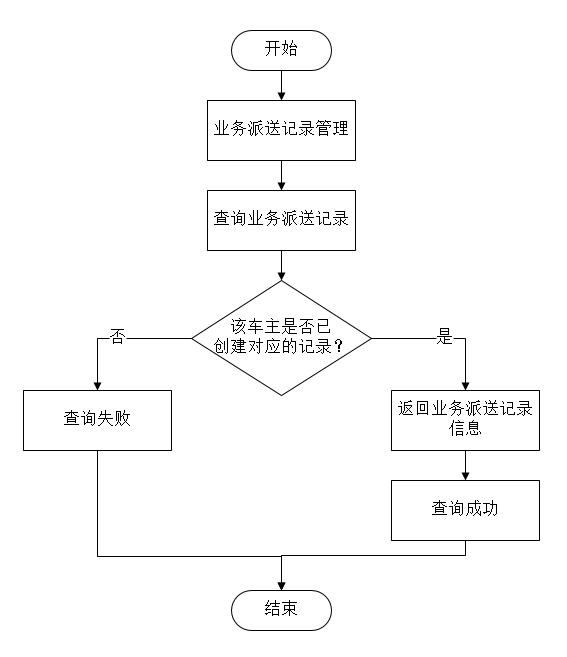 开始
业务派送记录管理
查询业务派送记录
该车主是否已
创建对应的记录？
否
是
查询失败
返回业务派送记录
信息
查询成功
结束